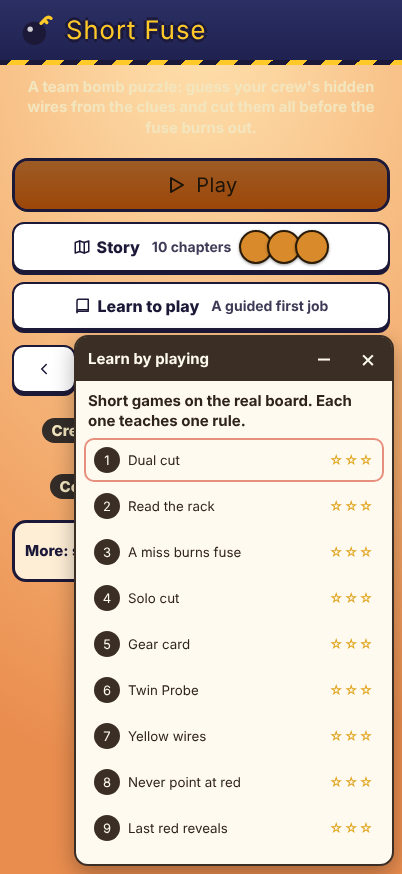 Short Fuse
A team bomb puzzle: guess your crew's hidden
wires from the clues and cut them all before the
fuse burns out.
Play
Story 10 chapters
Learn to play A guided first job
Learn by playing
Short games on the real board. Each
one teaches one rule.
1 Dual cut
2 Read the rack
3 A miss burns fuse
4 Solo cut
5 Gear card
6 Twin Probe
7 Yellow wires
8 Never point at red
9 Last red reveals
More: